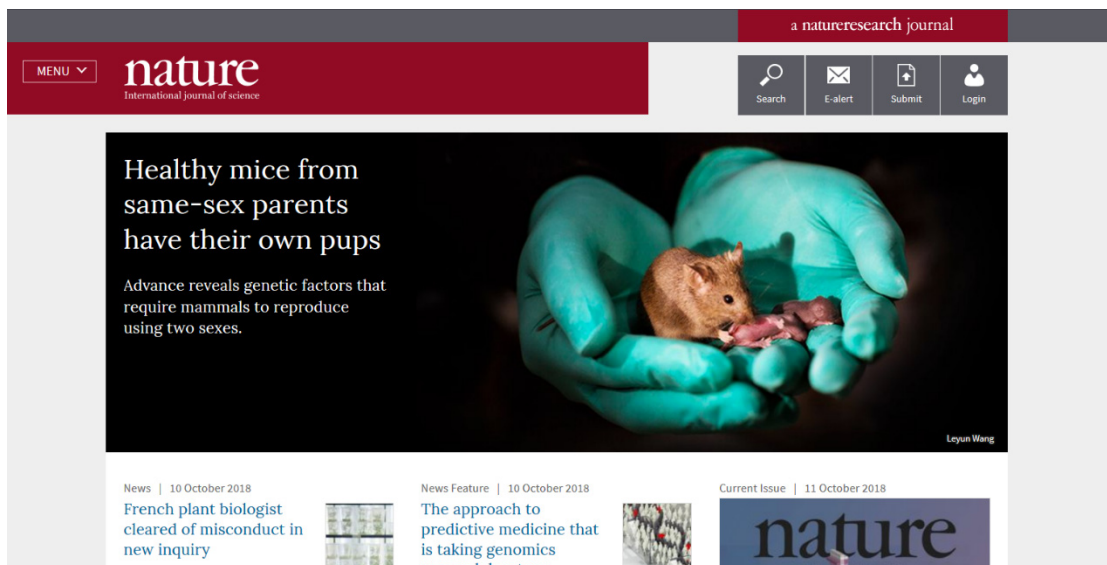 a natureresearch journal
MENU
nature
International journal of science
Search
E-alert
Submit
Login
Healthy mice from
same-sex parents
have their own pups
Advance reveals genetic factors that
require mammals to reproduce
using two sexes.
Leyun Wang
News | 10 October 2018
French plant biologist
cleared of misconduct in
new inquiry
News Feature | 10 October 2018
The approach to
predictive medicine that
is taking genomics
Current Issue | 11 October 2018
nature